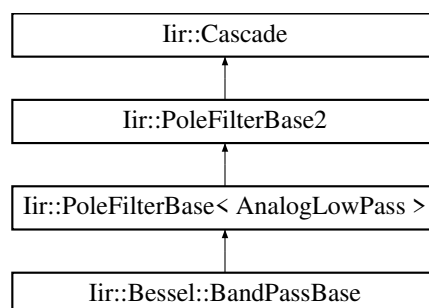 Iir::Cascade
Iir::PoleFilterBase2
Iir::PoleFilterBase< AnalogLowPass >
Iir::Bessel::BandPassBase